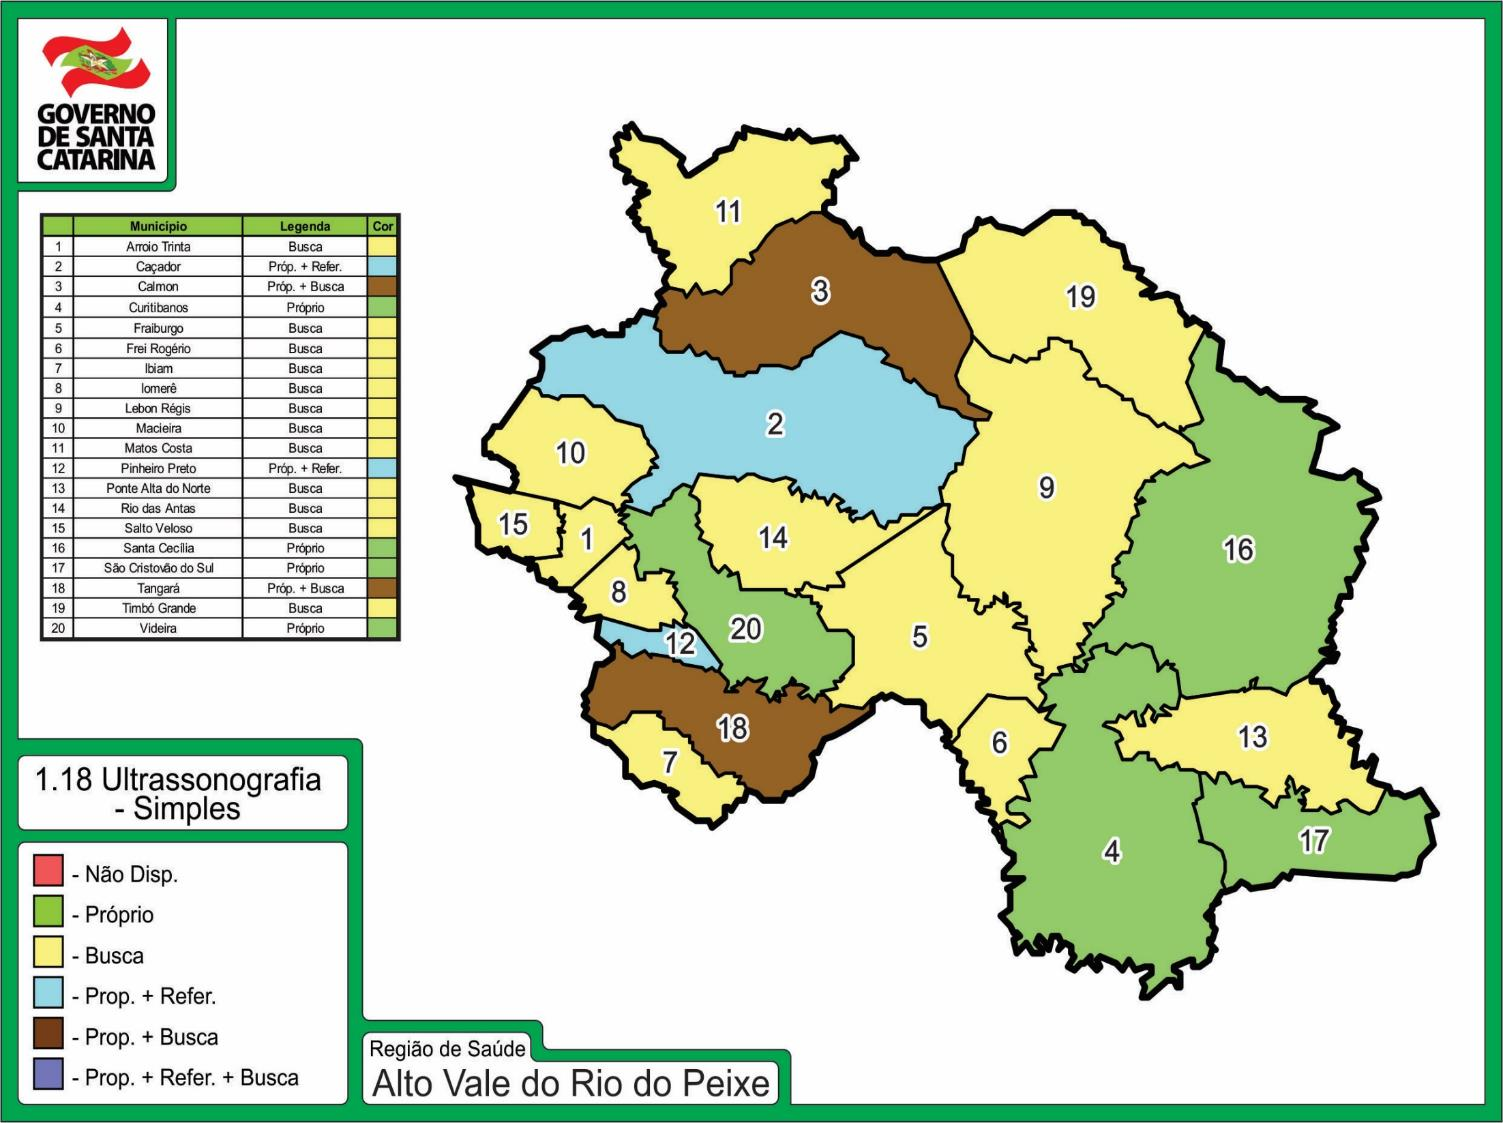 GOVERNO
DE SANTA
CATARINA
Município Legenda Cor
1 Arroio Trinta Busca
2 Caçador Próp. + Refer.
3 Calmon Próp. + Busca
4 Curitibanos Próprio
5 Fraiburgo Busca
6 Frei Rogério Busca
7 Ibiam Busca
8 Iomerê Busca
9 Lebon Régis Busca
10 Macieira Busca
11 Matos Costa Busca
12 Pinheiro Preto Próp. + Refer.
13 Ponte Alta do Norte Busca
14 Rio das Antas Busca
15 Salto Veloso Busca
16 Santa Cecília Próprio
17 São Cristovão do Sul Próprio
18 Tangará Próp. + Busca
19 Timbó Grande Busca
20 Videira Próprio
11
3
19
2
10
9
15
1
14
16
8
20
12
5
18
6
13
7
17
4
1.18 Ultrassonografia
- Simples
- Não Disp.
- Próprio
- Busca
- Prop. + Refer.
- Prop. + Busca
- Prop. + Refer. + Busca
Região de Saúde
Alto Vale do Rio do Peixe